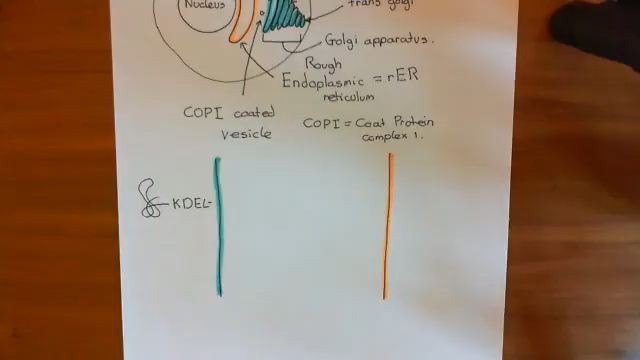 Nucleus
trans golgi
Golgi apparatus.
Rough
Endoplasmic = rER
reticulum
COPI coated
vesicle
COPI = Coat Protein
complex 1.
KDEL